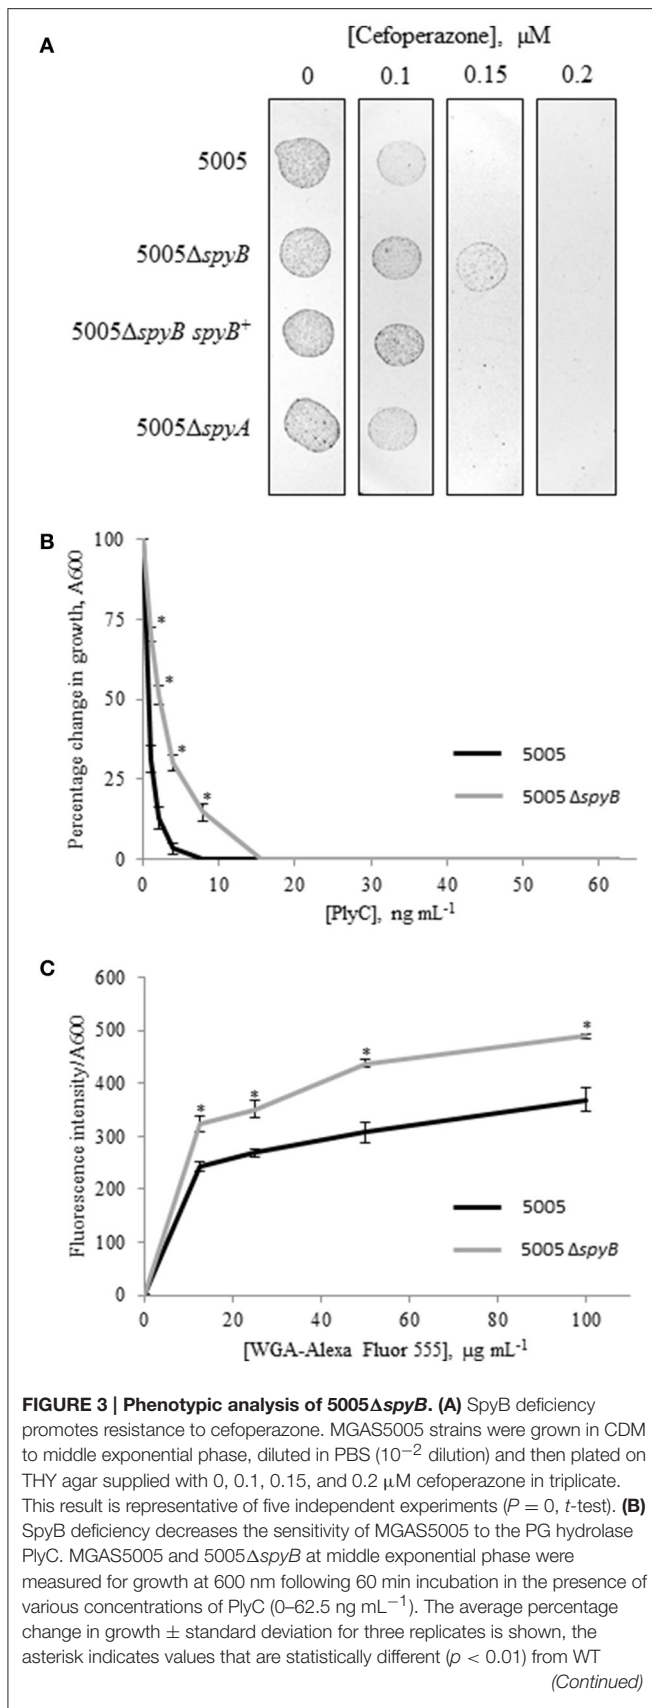 A
[Cefoperazone], μM
0 0.1 0.15 0.2
5005
5005ΔspyB
5005ΔspyB spyB+
5005ΔspyA
B
Percentage change in growth, A600
100
75
50
25
0
*
*
*
*
5005
5005 ΔspyB
0 10 20 30 40 50 60
[PlyC], ng mL-1
C
Fluorescence intensity/A600
600
500
400
300
200
100
0
*
*
*
*
5005
5005 ΔspyB
0 20 40 60 80 100
[WGA-Alexa Fluor 555], μg mL-1
FIGURE 3 | Phenotypic analysis of 5005ΔspyB. (A) SpyB deficiency
promotes resistance to cefoperazone. MGAS5005 strains were grown in CDM
to middle exponential phase, diluted in PBS (10−2 dilution) and then plated on
THY agar supplied with 0, 0.1, 0.15, and 0.2 μM cefoperazone in triplicate.
This result is representative of five independent experiments (P = 0, t-test). (B)
SpyB deficiency decreases the sensitivity of MGAS5005 to the PG hydrolase
PlyC. MGAS5005 and 5005ΔspyB at middle exponential phase were
measured for growth at 600 nm following 60 min incubation in the presence of
various concentrations of PlyC (0–62.5 ng mL−1). The average percentage
change in growth ± standard deviation for three replicates is shown, the
asterisk indicates values that are statistically different (p < 0.01) from WT
(Continued)